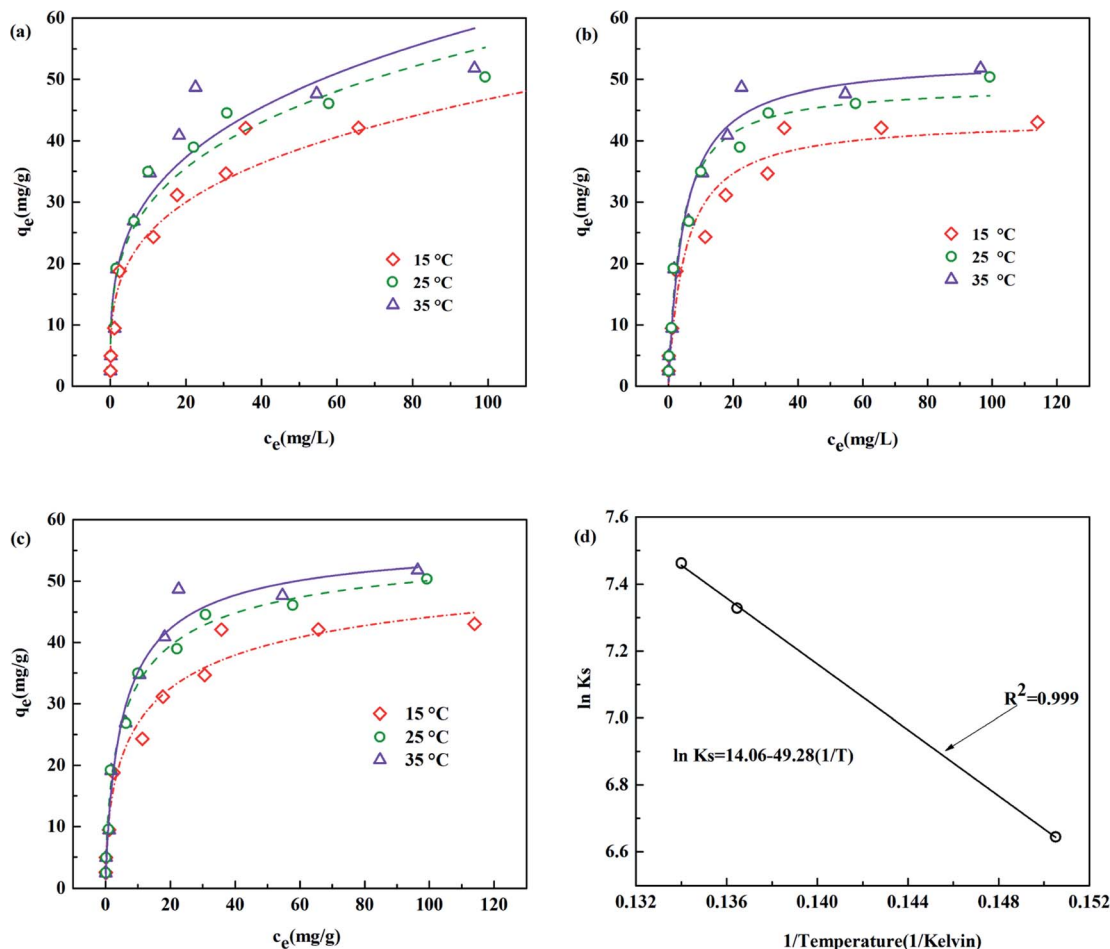 (a)
60
50
40
30
20
10
0
qe(mg/g)
15 °C
25 °C
35 °C
0 20 40 60 80 100
ce(mg/L)
(b)
60
50
40
30
20
10
0
qe(mg/g)
15 °C
25 °C
35 °C
0 20 40 60 80 100 120
ce(mg/L)
(c)
60
50
40
30
20
10
0
qe(mg/g)
15 °C
25 °C
35 °C
0 20 40 60 80 100 120
ce(mg/g)
(d)
7.6
7.4
7.2
7.0
6.8
6.6
ln Ks
R²=0.999
ln Ks=14.06-49.28(1/T)
0.132 0.136 0.140 0.144 0.148 0.152
1/Temperature(1/Kelvin)